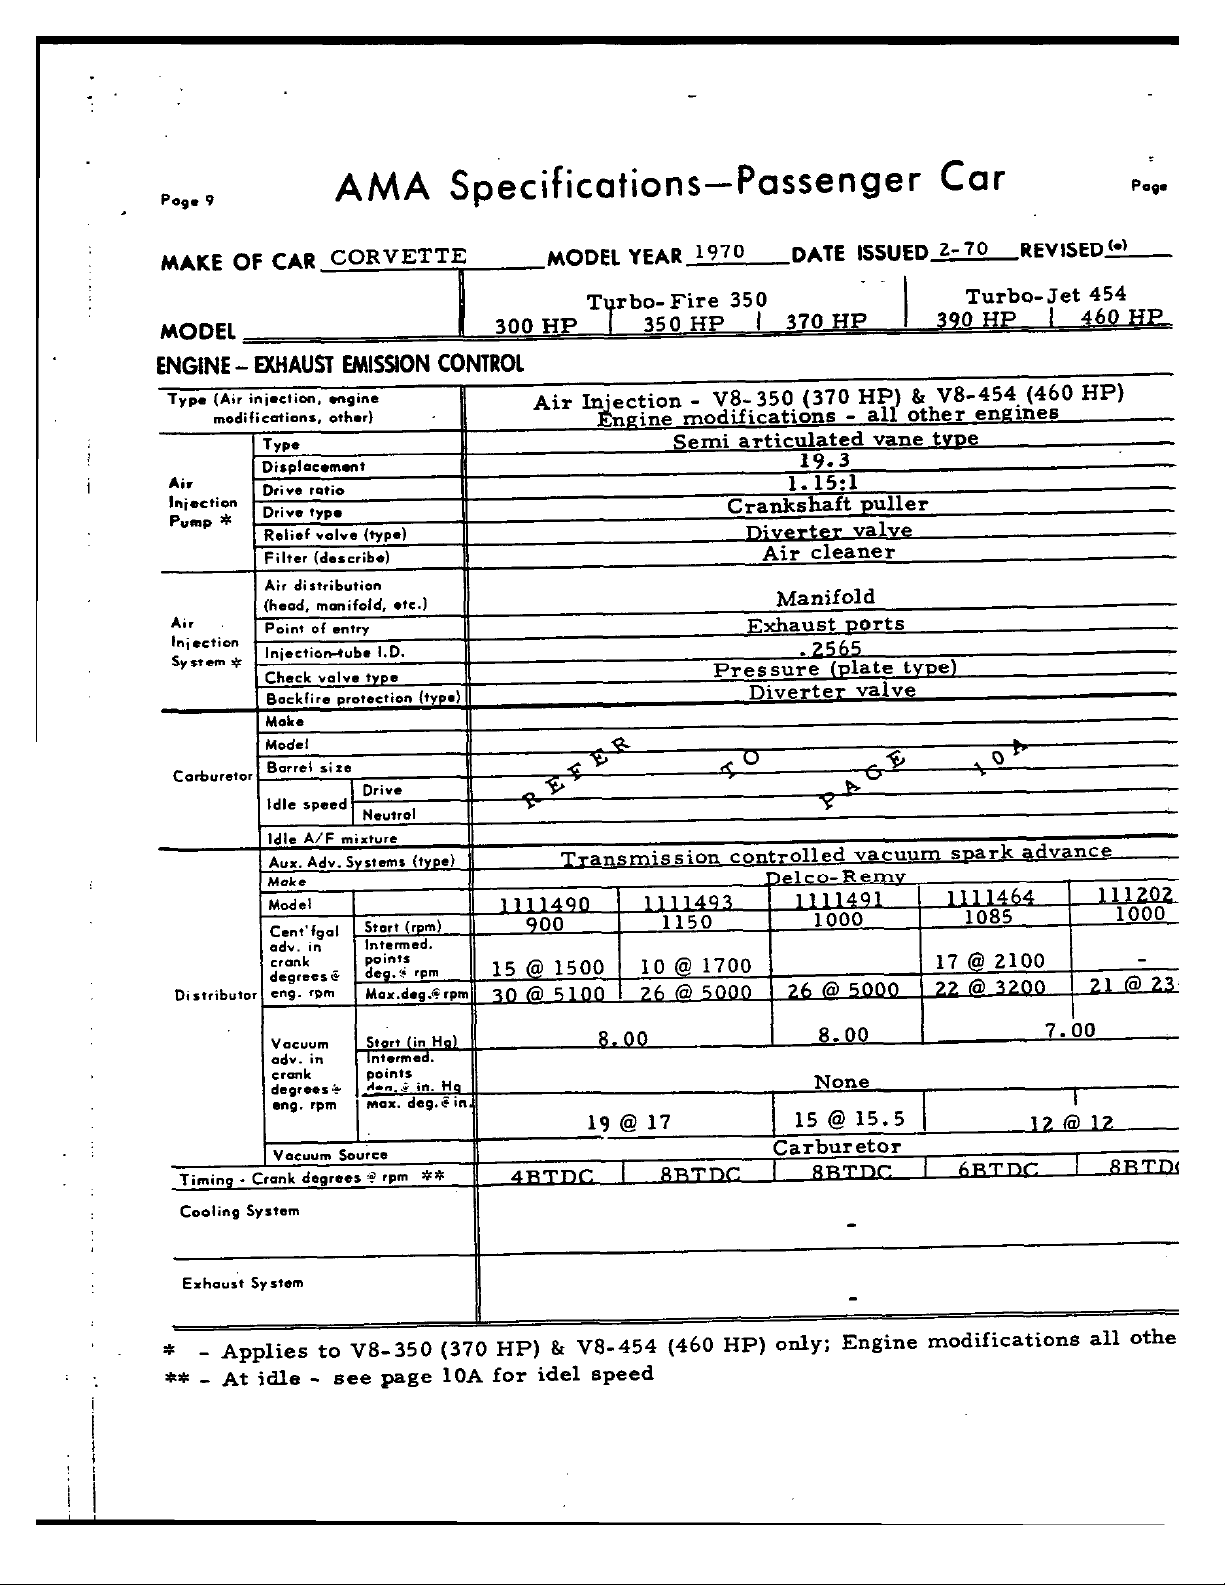 Page 9 AMA Specifications—Passenger Car Page
MAKE OF CAR CORVETTE MODEL YEAR 1970 DATE ISSUED 2-70 REVISED (•)
Turbo-Fire 350 Turbo-Jet 454
MODEL 300 HP 350 HP 370 HP 390 HP 460 HP
ENGINE – EXHAUST EMISSION CONTROL
Type (Air injection, engine modifications, other) Air Injection - V8-350 (370 HP) & V8-454 (460 HP)
Engine modifications - all other engines
Air Injection Pump *
Type Semi articulated vane type
Displacement 19.3
Drive ratio 1.15:1
Drive type Crankshaft puller
Relief valve (type) Diverter valve
Filter (describe) Air cleaner
Air Injection System *
Air distribution (head, manifold, etc.) Manifold
Point of entry Exhaust ports
Injection-tube I.D. .2565
Check valve type Pressure (plate type)
Backfire protection (type) Diverter valve
Carburetor
Make
Model
Barrel size
Idle speed Drive
Neutral
Idle A/F mixture
REFER TO PAGE 10A
Distributor
Aux. Adv. Systems (type) Transmission controlled vacuum spark advance
Make Delco-Remy
Model 1111490 1111493 1111491 1111464 111202
Cent'fgal adv. in crank degrees @ eng. rpm
Start (rpm) 900 1150 1000 1085 1000
Intermed. points deg. @ rpm 15 @ 1500 10 @ 1700 17 @ 2100 -
Max. deg. @ rpm 30 @ 5100 26 @ 5000 26 @ 5000 22 @ 3200 21 @ 23
Vacuum adv. in crank degrees @ eng. rpm
Start (in Hg) 8.00 8.00 7.00
Intermed. points deg. @ in. Hg None
Max. deg. @ in. 19 @ 17 15 @ 15.5 12 @ 12
Vacuum Source Carburetor
Timing - Crank degrees @ rpm ** 4BTDC 8BTDC 8BTDC 6BTDC 8BTDC
Cooling System -
Exhaust System -
* - Applies to V8-350 (370 HP) & V8-454 (460 HP) only; Engine modifications all othe
** - At idle - see page 10A for idel speed